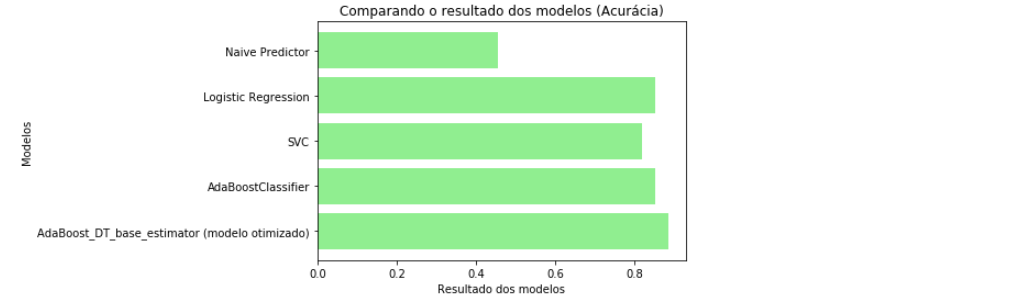 Comparando o resultado dos modelos (Acurácia)
Modelos
Naive Predictor
Logistic Regression
SVC
AdaBoostClassifier
AdaBoost_DT_base_estimator (modelo otimizado)
0.0 0.2 0.4 0.6 0.8
Resultado dos modelos